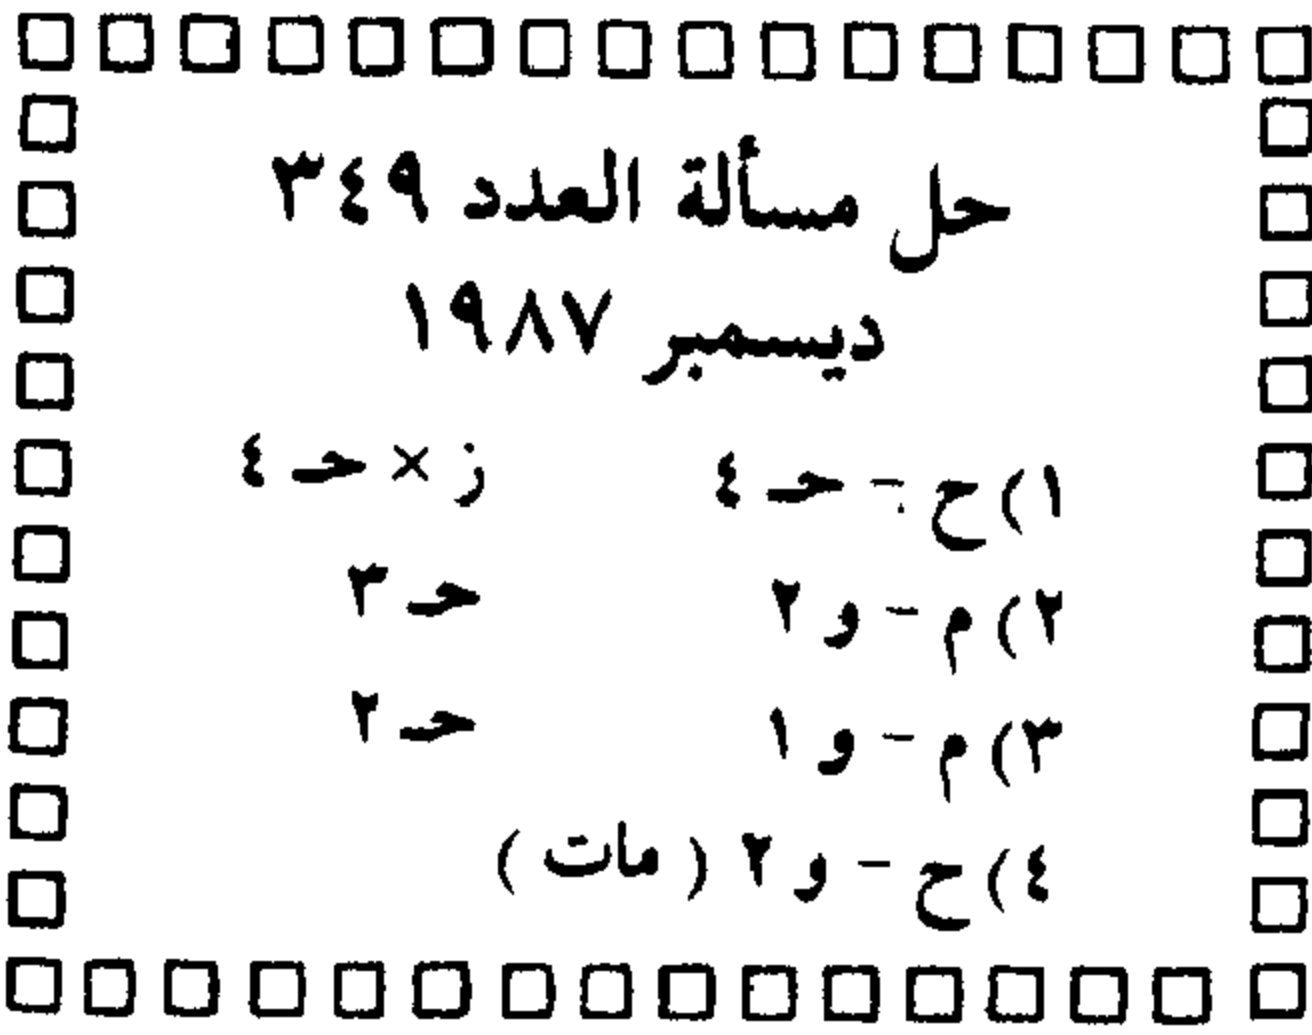 حل مسألة العدد ٣٤٩
ديسمبر ١٩٨٧
١) ح - حـ ٤ ز × حـ ٤
٢) م - و ٢ حـ ٣
٣) م - و ١ حـ ٢
٤) ح - و ٢ ( مات )